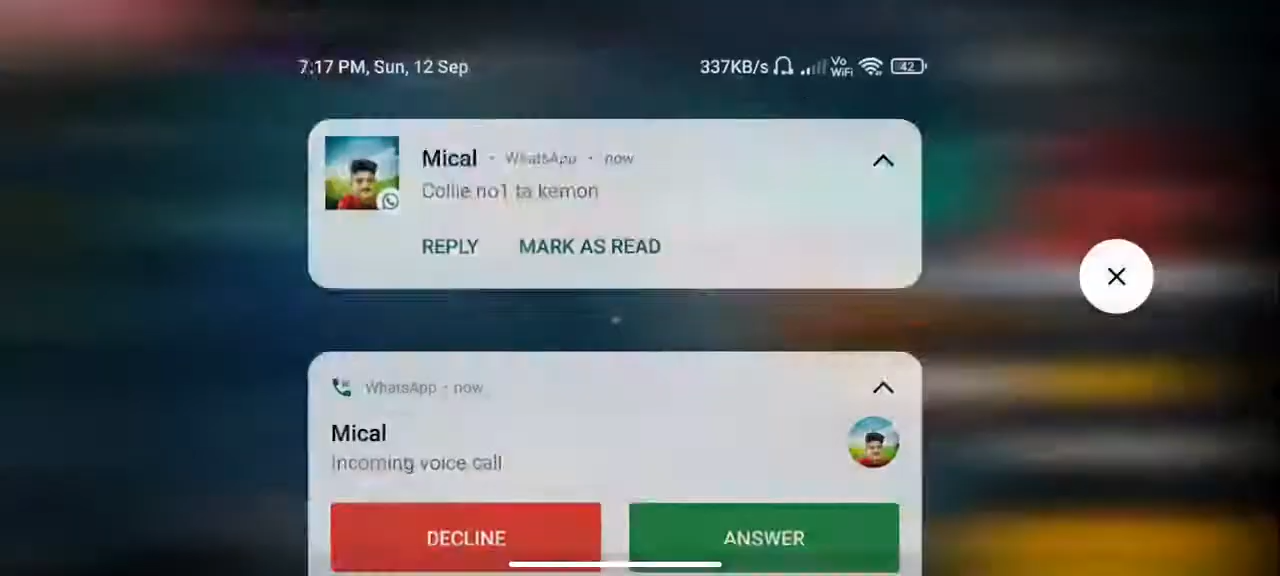 7:17 PM, Sun, 12 Sep 337KB/s Vo WiFi 42
Mical · WhatsApp · now
Collie no1 ta kemon
REPLY MARK AS READ
WhatsApp · now
Mical
Incoming voice call
DECLINE ANSWER